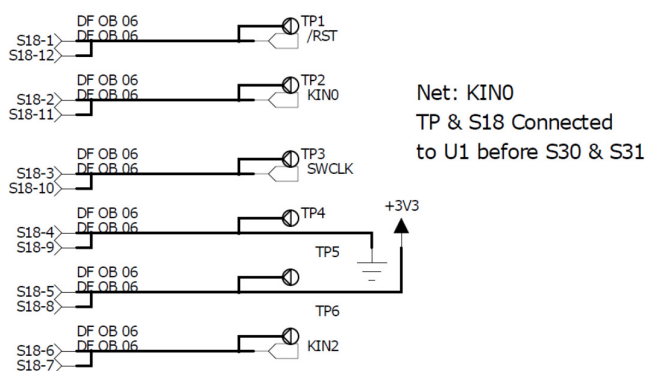 DF OB 06
TP1
S18-1
DF OB 06
/RST
S18-12
DF OB 06
TP2
S18-2
DF OB 06
KIN0
S18-11
Net: KIN0
TP & S18 Connected
to U1 before S30 & S31
DF OB 06
TP3
S18-3
DF OB 06
SWCLK
S18-10
DF OB 06
TP4
+3V3
S18-4
DF OB 06
S18-9
TP5
DF OB 06
S18-5
DF OB 06
S18-8
TP6
DF OB 06
S18-6
DF OB 06
KIN2
S18-7